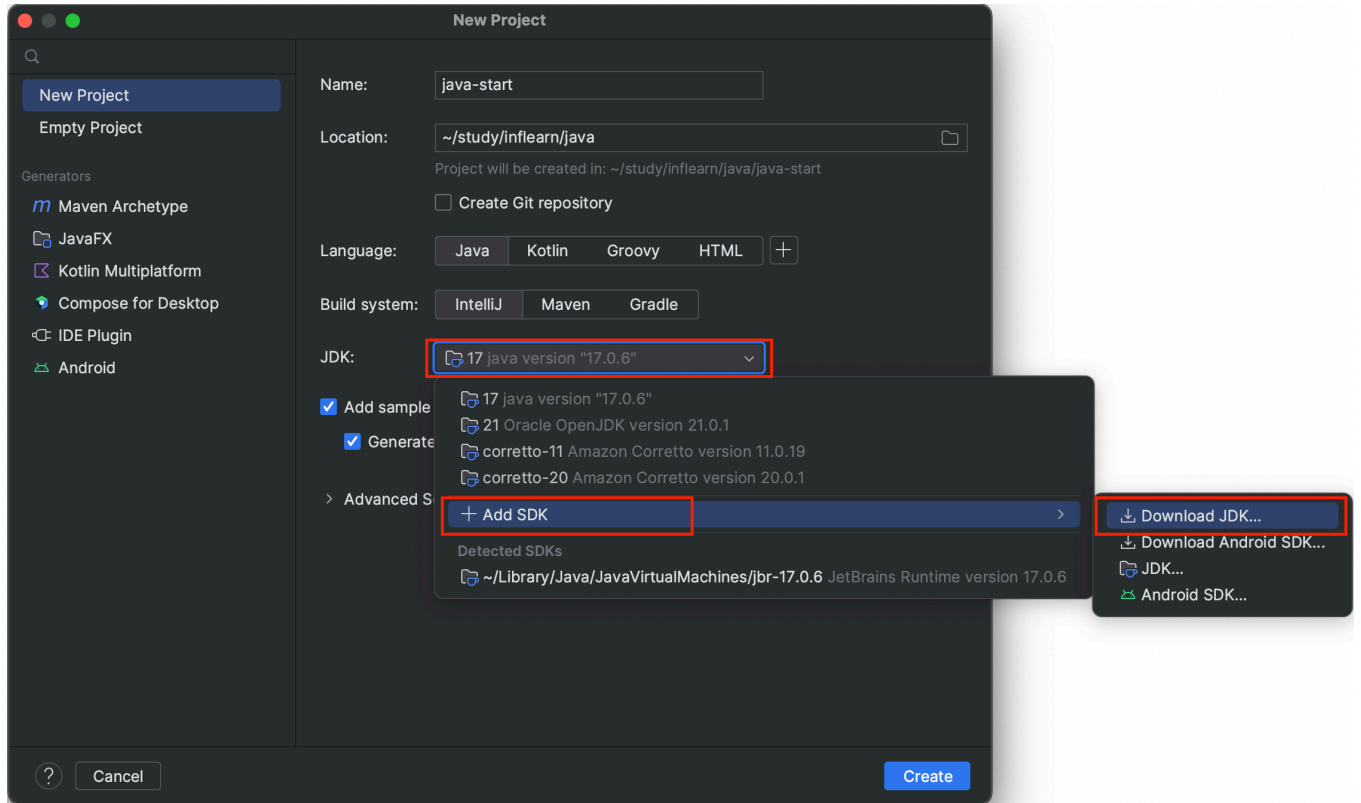 New Project
New Project
Empty Project
Generators
Maven Archetype
JavaFX
Kotlin Multiplatform
Compose for Desktop
IDE Plugin
Android
Name: java-start
Location: ~/study/inflearn/java
Project will be created in: ~/study/inflearn/java/java-start
Create Git repository
Language: Java Kotlin Groovy HTML +
Build system: IntelliJ Maven Gradle
JDK: 17 java version "17.0.6"
17 java version "17.0.6"
Add sample
21 Oracle OpenJDK version 21.0.1
Generate
corretto-11 Amazon Corretto version 11.0.19
corretto-20 Amazon Corretto version 20.0.1
Advanced S
+ Add SDK
Download JDK...
Download Android SDK...
JDK...
Android SDK...
Detected SDKs
~/Library/Java/JavaVirtualMachines/jbr-17.0.6 JetBrains Runtime version 17.0.6
? Cancel
Create